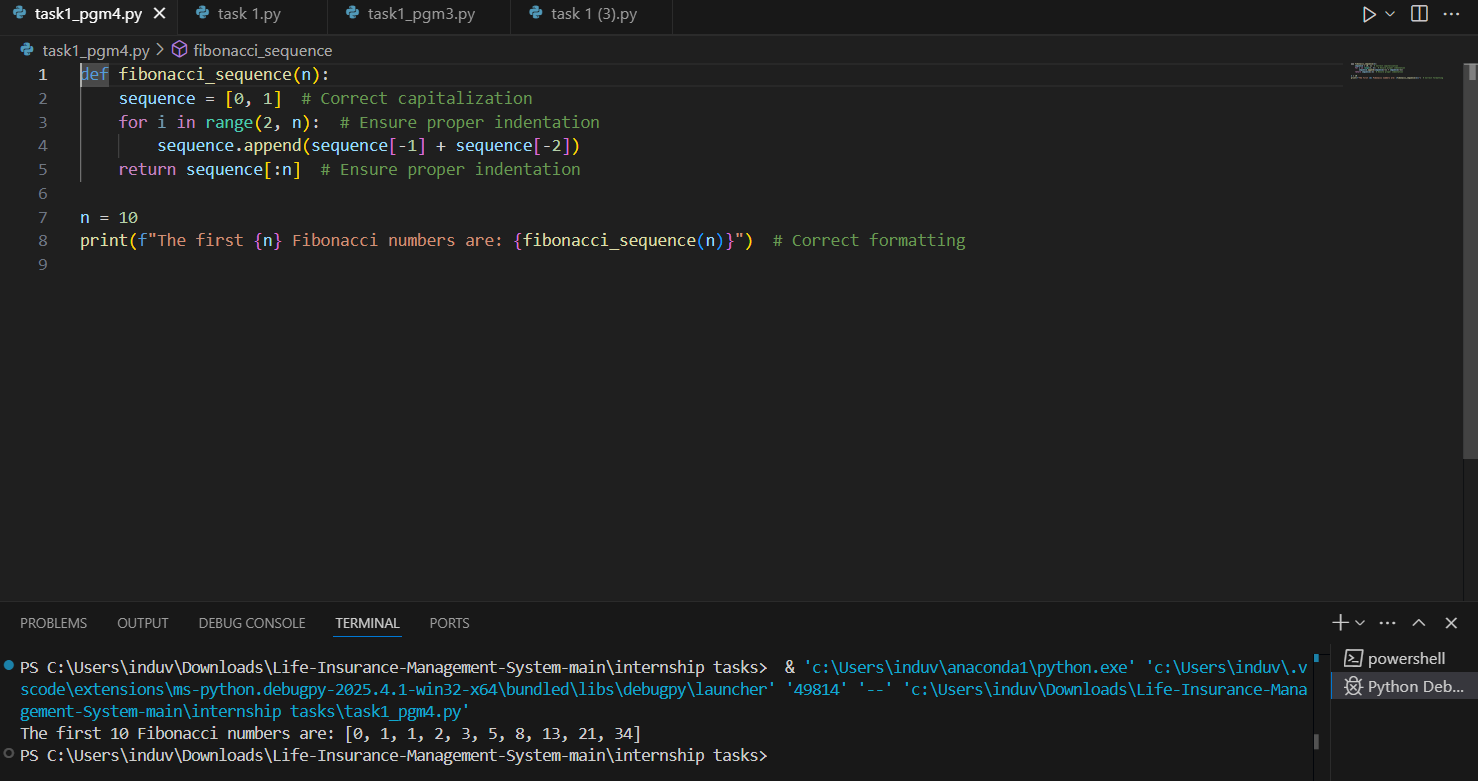 task1_pgm4.py task 1.py task1_pgm3.py task 1 (3).py
task1_pgm4.py > fibonacci_sequence
1 def fibonacci_sequence(n):
2     sequence = [0, 1]  # Correct capitalization
3     for i in range(2, n):  # Ensure proper indentation
4         sequence.append(sequence[-1] + sequence[-2])
5     return sequence[:n]  # Ensure proper indentation
6
7 n = 10
8 print(f"The first {n} Fibonacci numbers are: {fibonacci_sequence(n)}")  # Correct formatting
9
PROBLEMS OUTPUT DEBUG CONSOLE TERMINAL PORTS
PS C:\Users\induv\Downloads\Life-Insurance-Management-System-main\internship tasks>  & 'c:\Users\induv\anaconda1\python.exe' 'c:\Users\induv\.v
scode\extensions\ms-python.debugpy-2025.4.1-win32-x64\bundled\libs\debugpy\launcher' '49814' '--' 'c:\Users\induv\Downloads\Life-Insurance-Mana
gement-System-main\internship tasks\task1_pgm4.py'
The first 10 Fibonacci numbers are: [0, 1, 1, 2, 3, 5, 8, 13, 21, 34]
PS C:\Users\induv\Downloads\Life-Insurance-Management-System-main\internship tasks>
powershell
Python Deb...